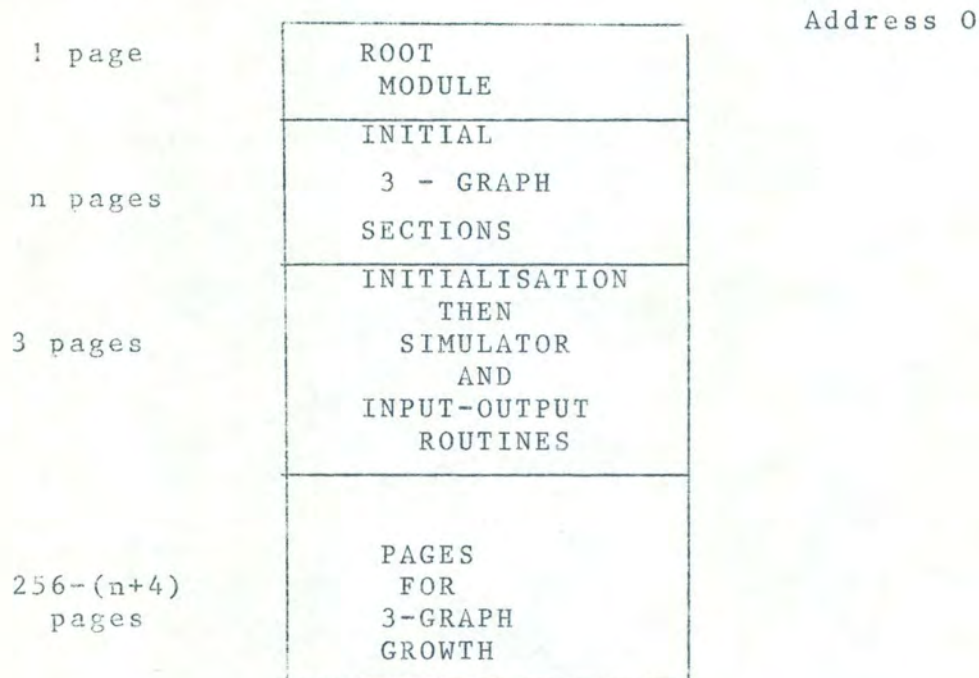 Address 0
1 page
ROOT
MODULE
n pages
INITIAL
3 - GRAPH
SECTIONS
3 pages
INITIALISATION
THEN
SIMULATOR
AND
INPUT-OUTPUT
ROUTINES
256-(n+4)
pages
PAGES
FOR
3-GRAPH
GROWTH